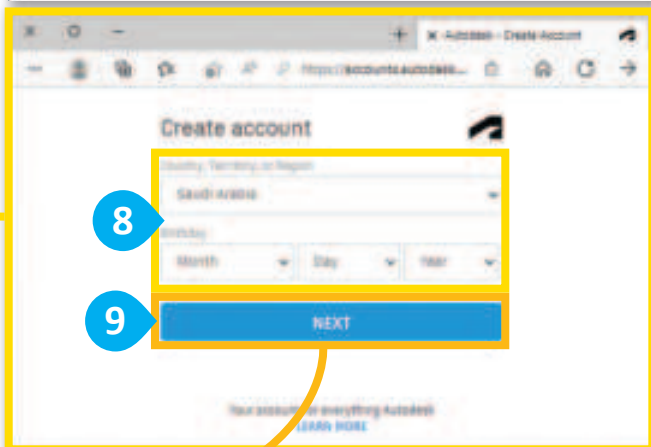 Autodesk - Create Account
https://accounts.autodesk...
Create account
Country, Territory, or Region
Saudi Arabia
8
Birthday
Month Day Year
9
NEXT
Your account for everything Autodesk
LEARN MORE